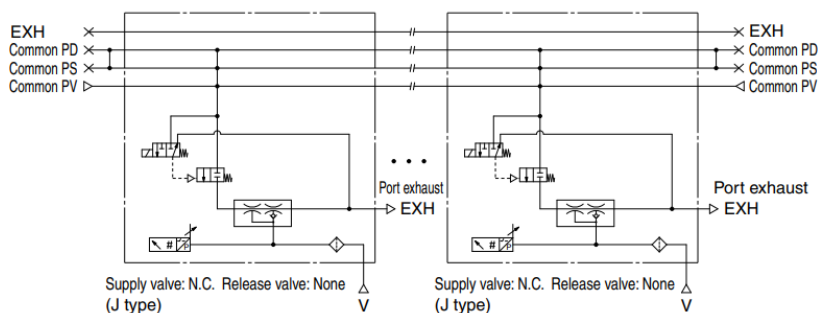 EXH
Common PD
Common PS
Common PV
EXH
Common PD
Common PS
Common PV
Port exhaust
EXH
Port exhaust
EXH
#
P
#
P
Supply valve: N.C. Release valve: None
(J type)
V
Supply valve: N.C. Release valve: None
(J type)
V